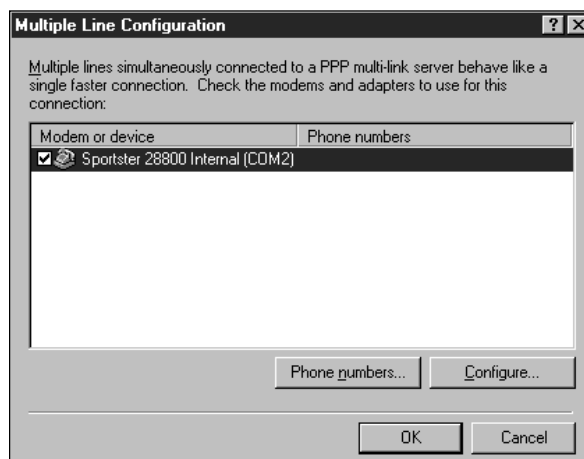 Multiple Line Configuration
Multiple lines simultaneously connected to a PPP multi-link server behave like a
single faster connection. Check the modems and adapters to use for this
connection:
Modem or device Phone numbers
Sportster 28800 Internal (COM2)
Phone numbers... Configure...
OK Cancel